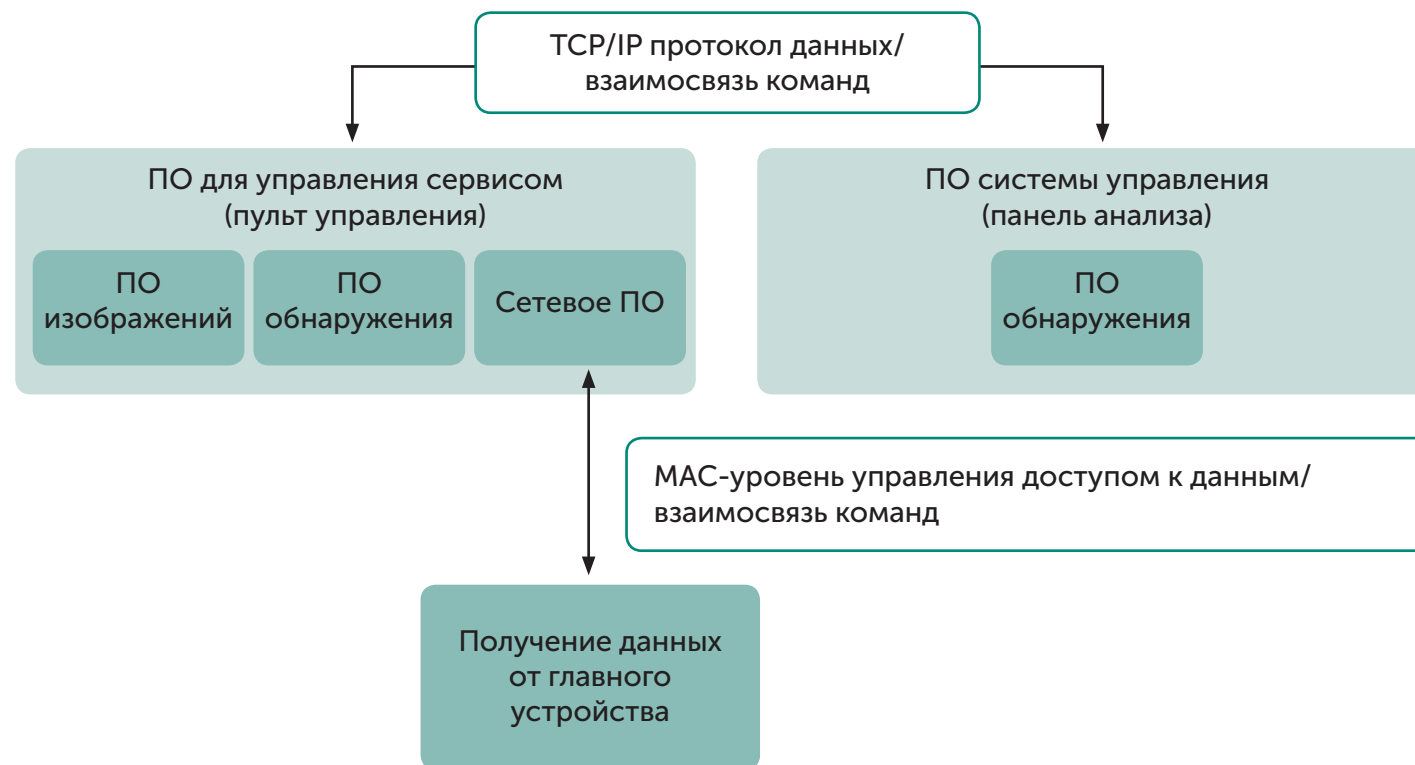 TCP/IP протокол данных/
взаимосвязь команд
ПО для управления сервисом
(пульт управления)
ПО
изображений
ПО
обнаружения
Сетевое ПО
ПО системы управления
(панель анализа)
ПО
обнаружения
MAC-уровень управления доступом к данным/
взаимосвязь команд
Получение данных
от главного
устройства